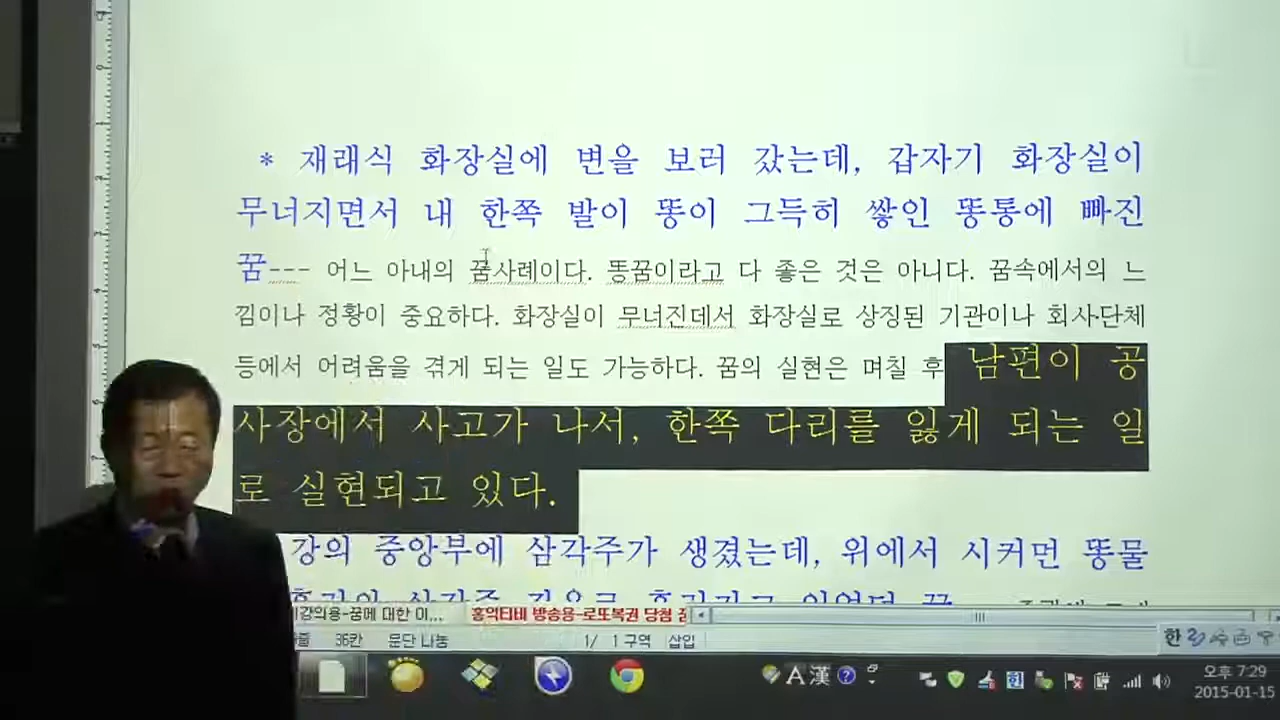 * 재래식 화장실에 변을 보러 갔는데, 갑자기 화장실이
무너지면서 내 한쪽 발이 똥이 그득히 쌓인 똥통에 빠진
꿈--- 어느 아내의 꿈사례이다. 똥꿈이라고 다 좋은 것은 아니다. 꿈속에서의 느
낌이나 정황이 중요하다. 화장실이 무너진데서 화장실로 상징된 기관이나 회사·단체
등에서 어려움을 겪게 되는 일도 가능하다. 꿈의 실현은 며칠 후 남편이 공
사장에서 사고가 나서, 한쪽 다리를 잃게 되는 일
로 실현되고 있다.
강의 중앙부에 삼각주가 생겼는데, 위에서 시커먼 똥물
강의용-꿈에 대한 이... 홍익티비 방송용-로또복권 당첨 꿈
36칸 문단 나눔 1/ 1 구역 삽입
한
A 漢 ?
오후 7:29
2015-01-15